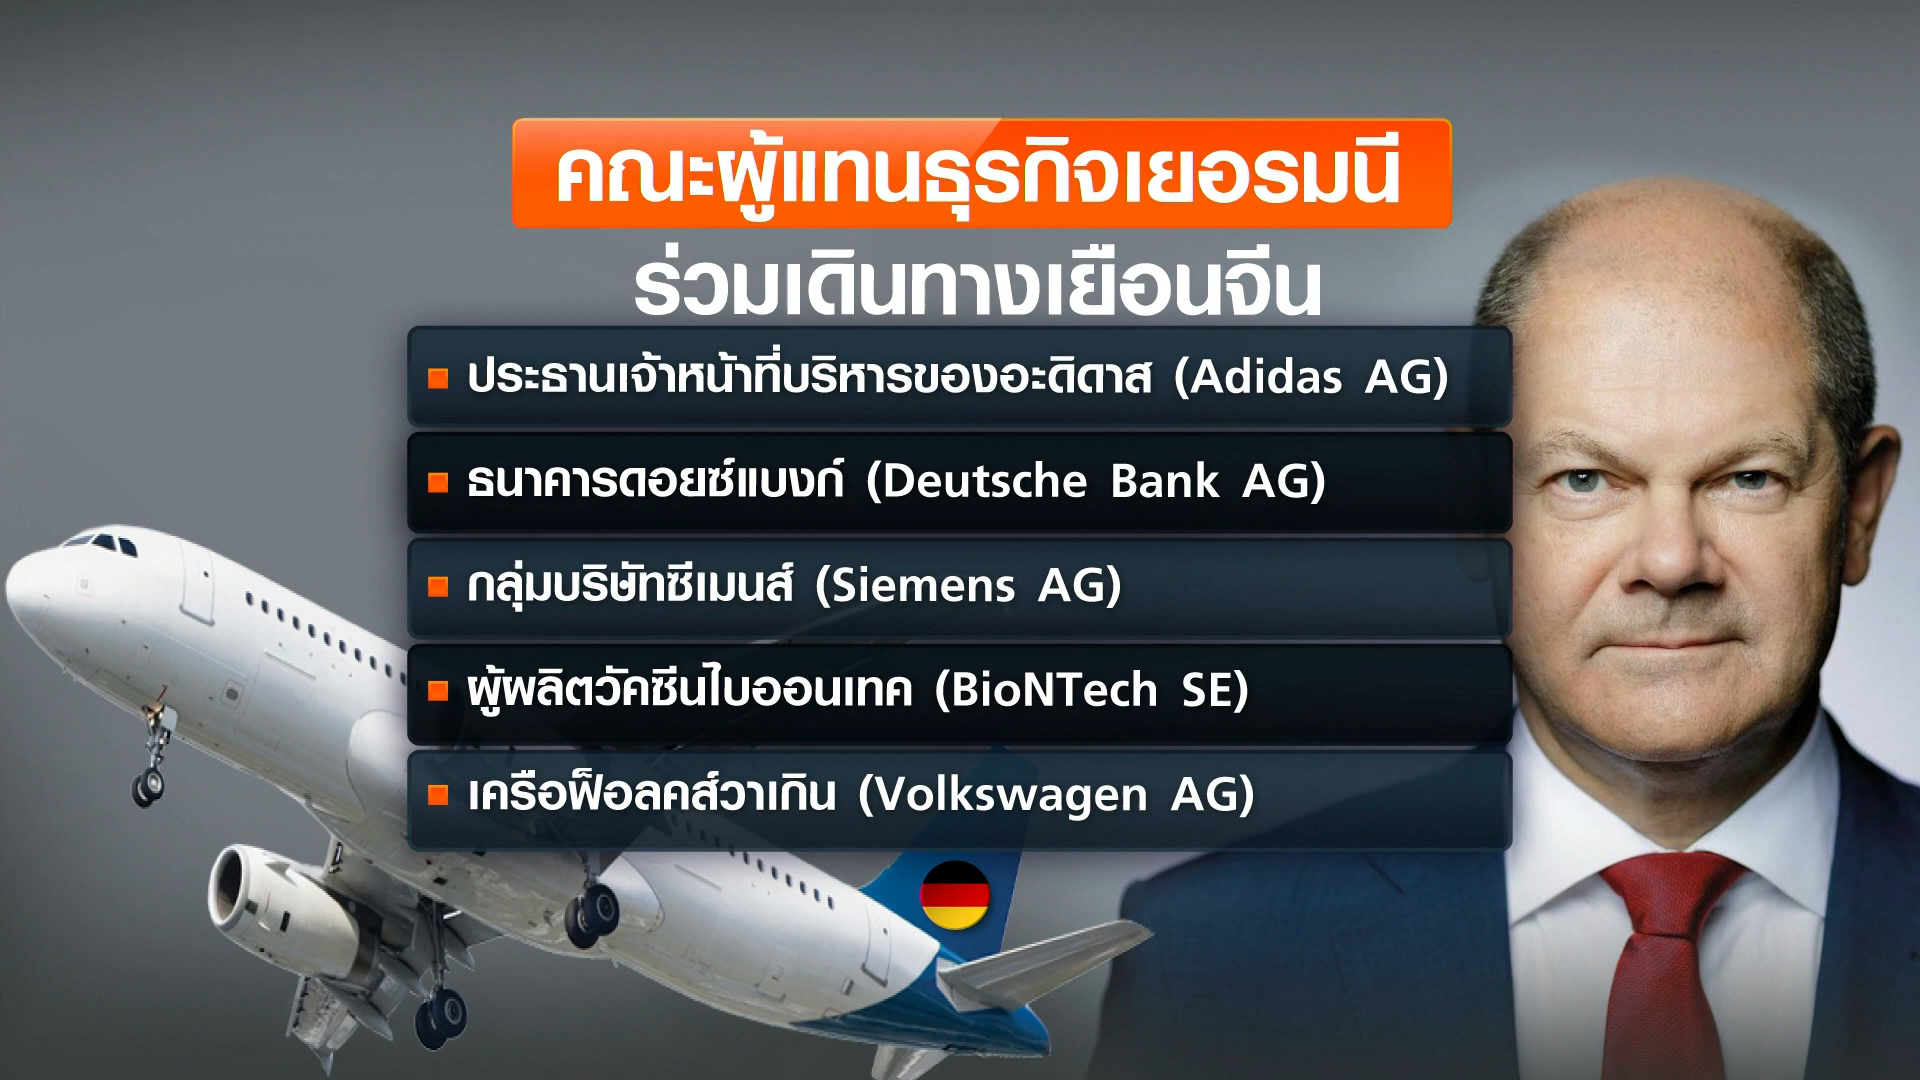 คณะผู้แทนธุรกิจเยอรมนี
ร่วมเดินทางเยือนจีน
ประธานเจ้าหน้าที่บริหารของอะดิดาส (Adidas AG)
ธนาคารดอยซ์แบงก์ (Deutsche Bank AG)
กลุ่มบริษัทซีเมนส์ (Siemens AG)
ผู้ผลิตวัคซีนไบออนเทค (BioNTech SE)
เครือฟ็อลคส์วาเกิน (Volkswagen AG)